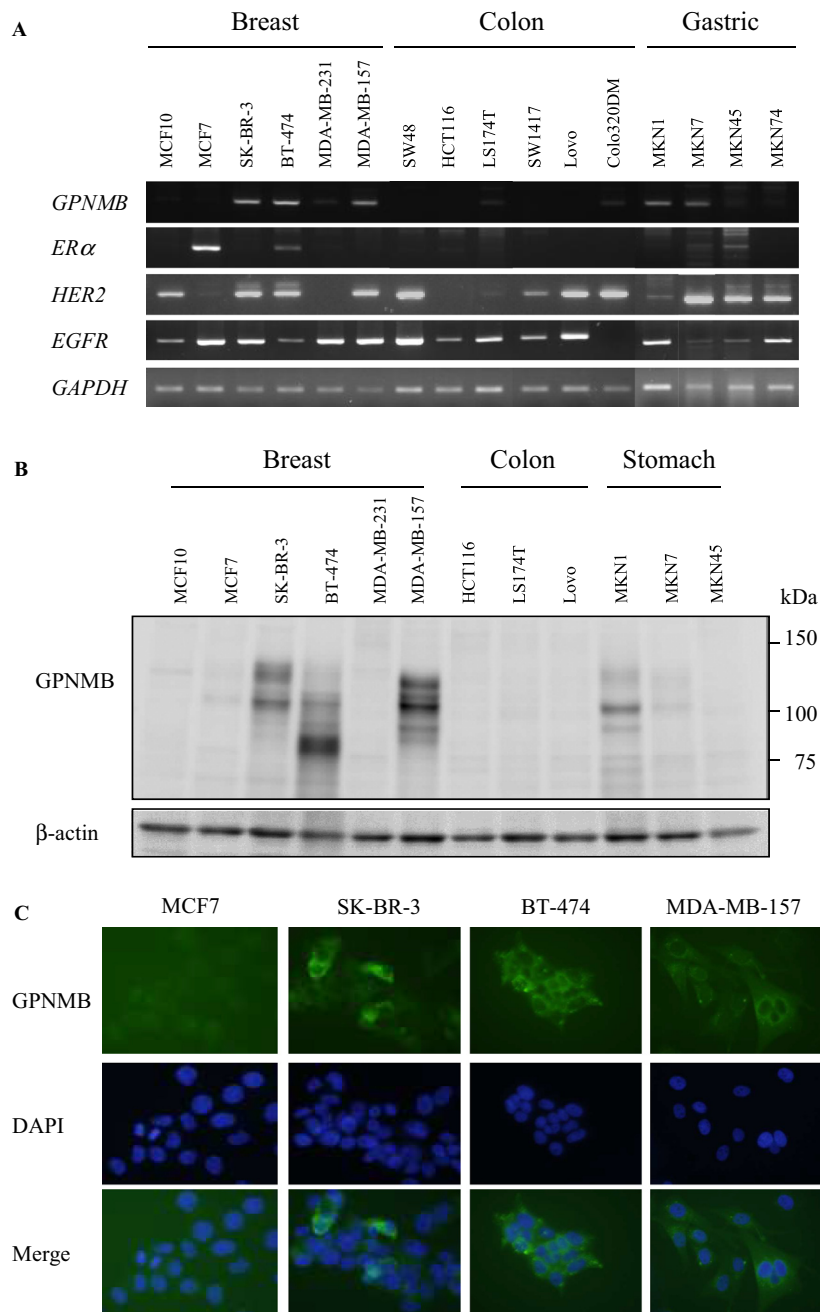 A
Breast Colon Gastric
MCF10 MCF7 SK-BR-3 BT-474 MDA-MB-231 MDA-MB-157 SW48 HCT116 LS174T SW1417 Lovo Colo320DM MKN1 MKN7 MKN45 MKN74
GPNMB
ERα
HER2
EGFR
GAPDH
B
Breast Colon Stomach
MCF10 MCF7 SK-BR-3 BT-474 MDA-MB-231 MDA-MB-157 HCT116 LS174T Lovo MKN1 MKN7 MKN45
kDa
150
GPNMB
100
75
β-actin
C
MCF7 SK-BR-3 BT-474 MDA-MB-157
GPNMB
DAPI
Merge